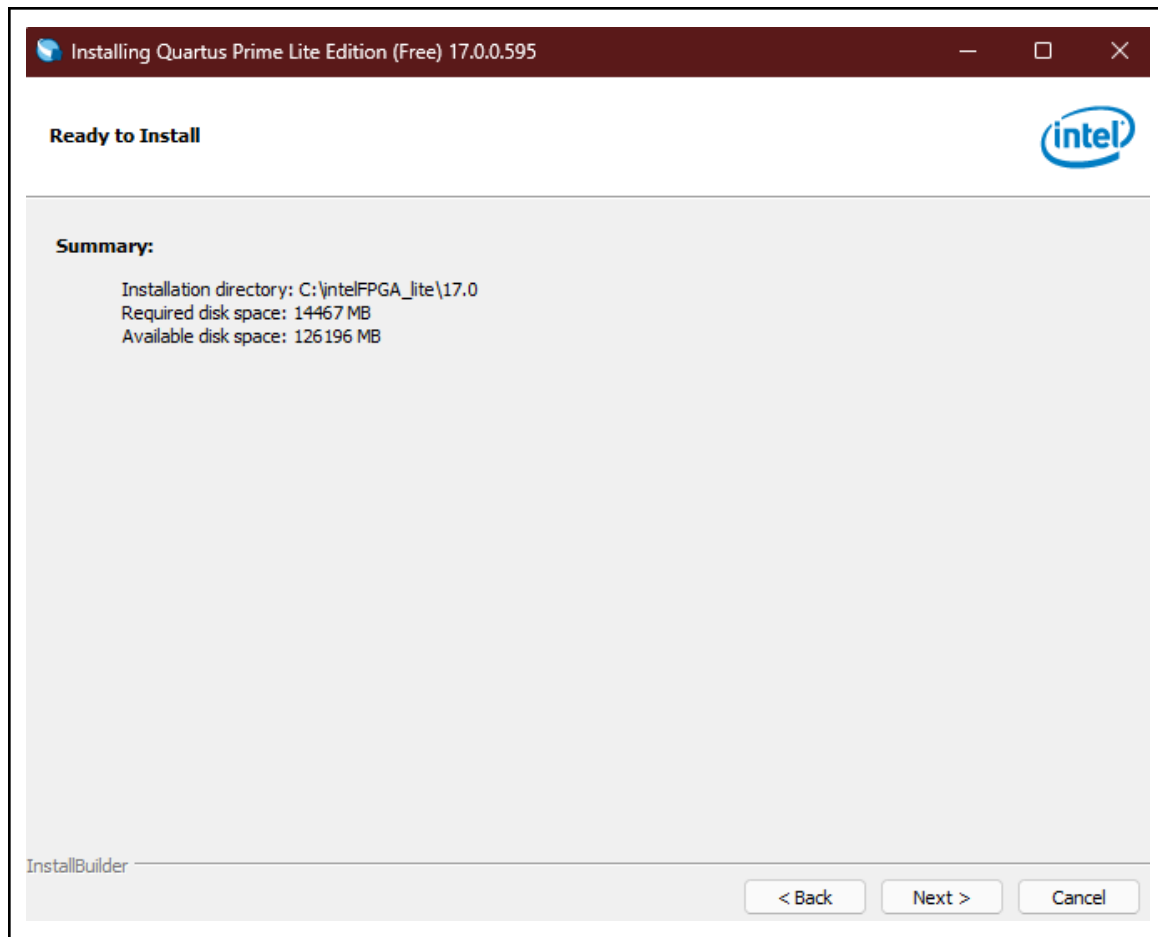 Installing Quartus Prime Lite Edition (Free) 17.0.0.595
Ready to Install
intel
Summary:
Installation directory: C:\intelFPGA_lite\17.0
Required disk space: 14467 MB
Available disk space: 126196 MB
InstallBuilder
< Back
Next >
Cancel